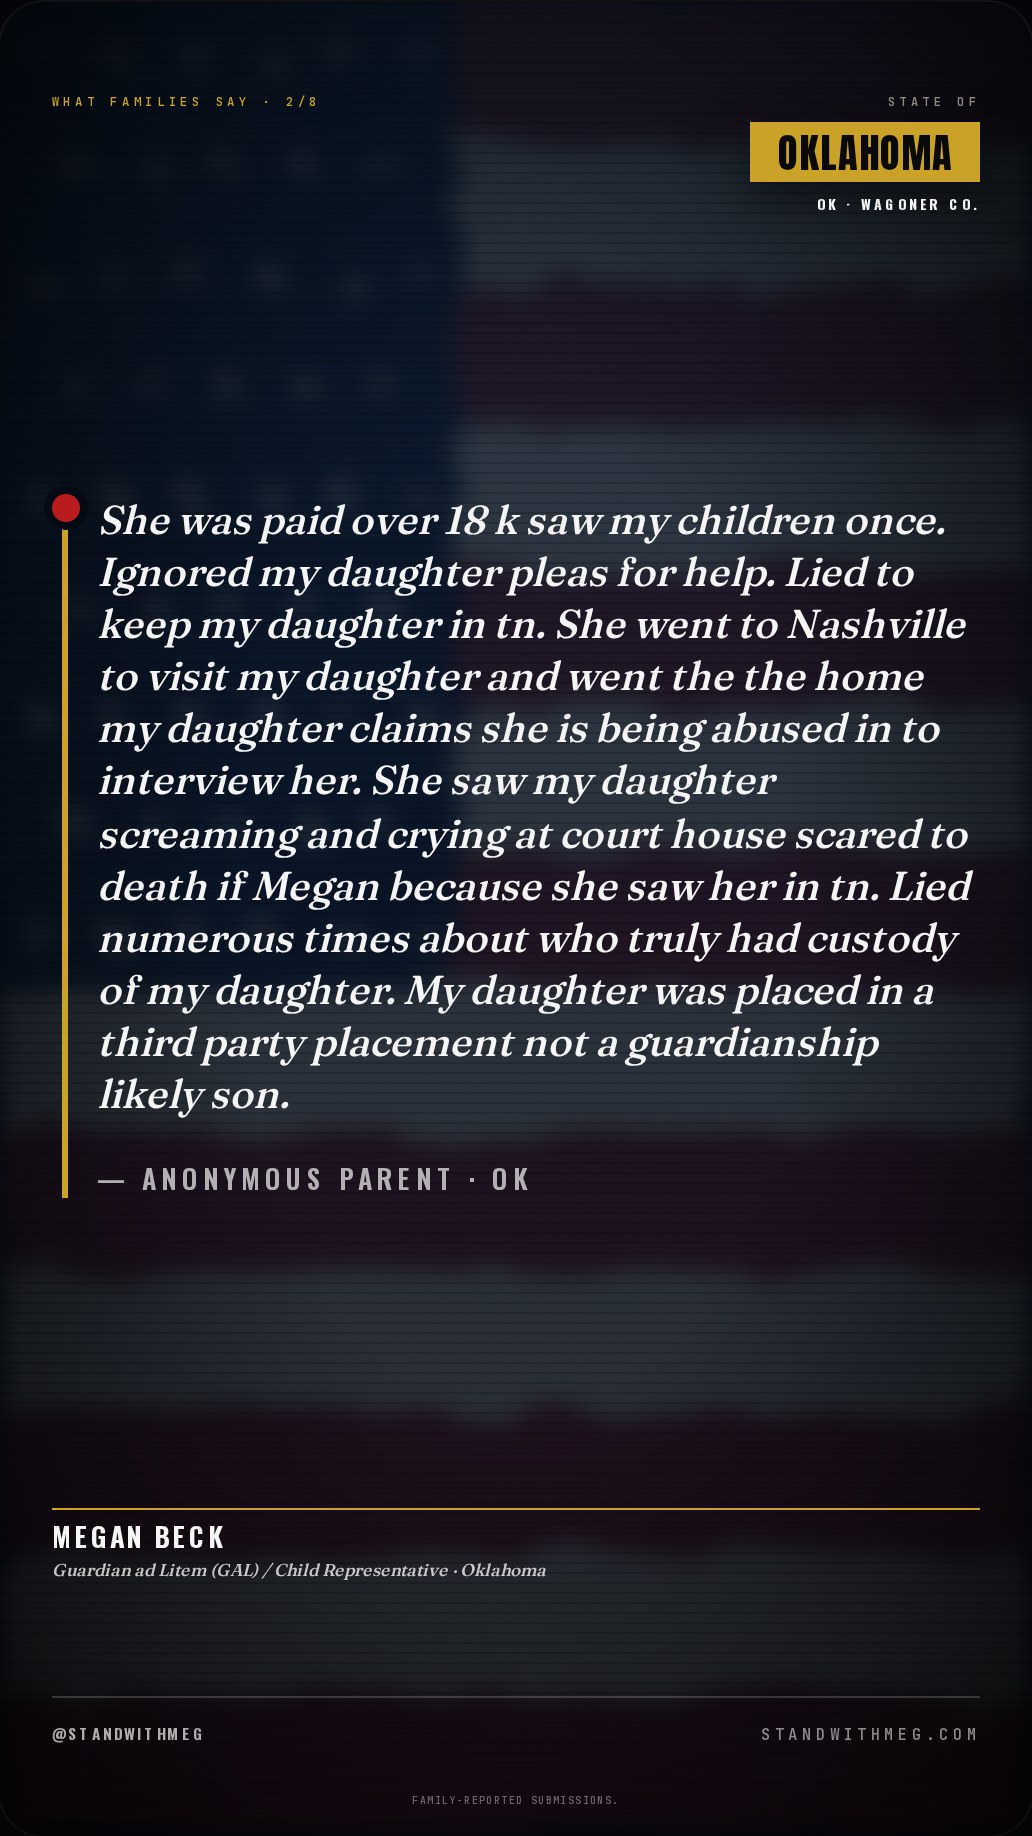 WHAT FAMILIES SAY · 2/8
STATE OF
OKLAHOMA
OK · WAGONER CO.
She was paid over 18 k saw my children once.
Ignored my daughter pleas for help. Lied to
keep my daughter in tn. She went to Nashville
to visit my daughter and went the the home
my daughter claims she is being abused in to
interview her. She saw my daughter
screaming and crying at court house scared to
death if Megan because she saw her in tn. Lied
numerous times about who truly had custody
of my daughter. My daughter was placed in a
third party placement not a guardianship
likely son.
— ANONYMOUS PARENT · OK
MEGAN BECK
Guardian ad Litem (GAL) / Child Representative · Oklahoma
@STANDWITHMEG
STANDWITHMEG.COM
FAMILY-REPORTED SUBMISSIONS.